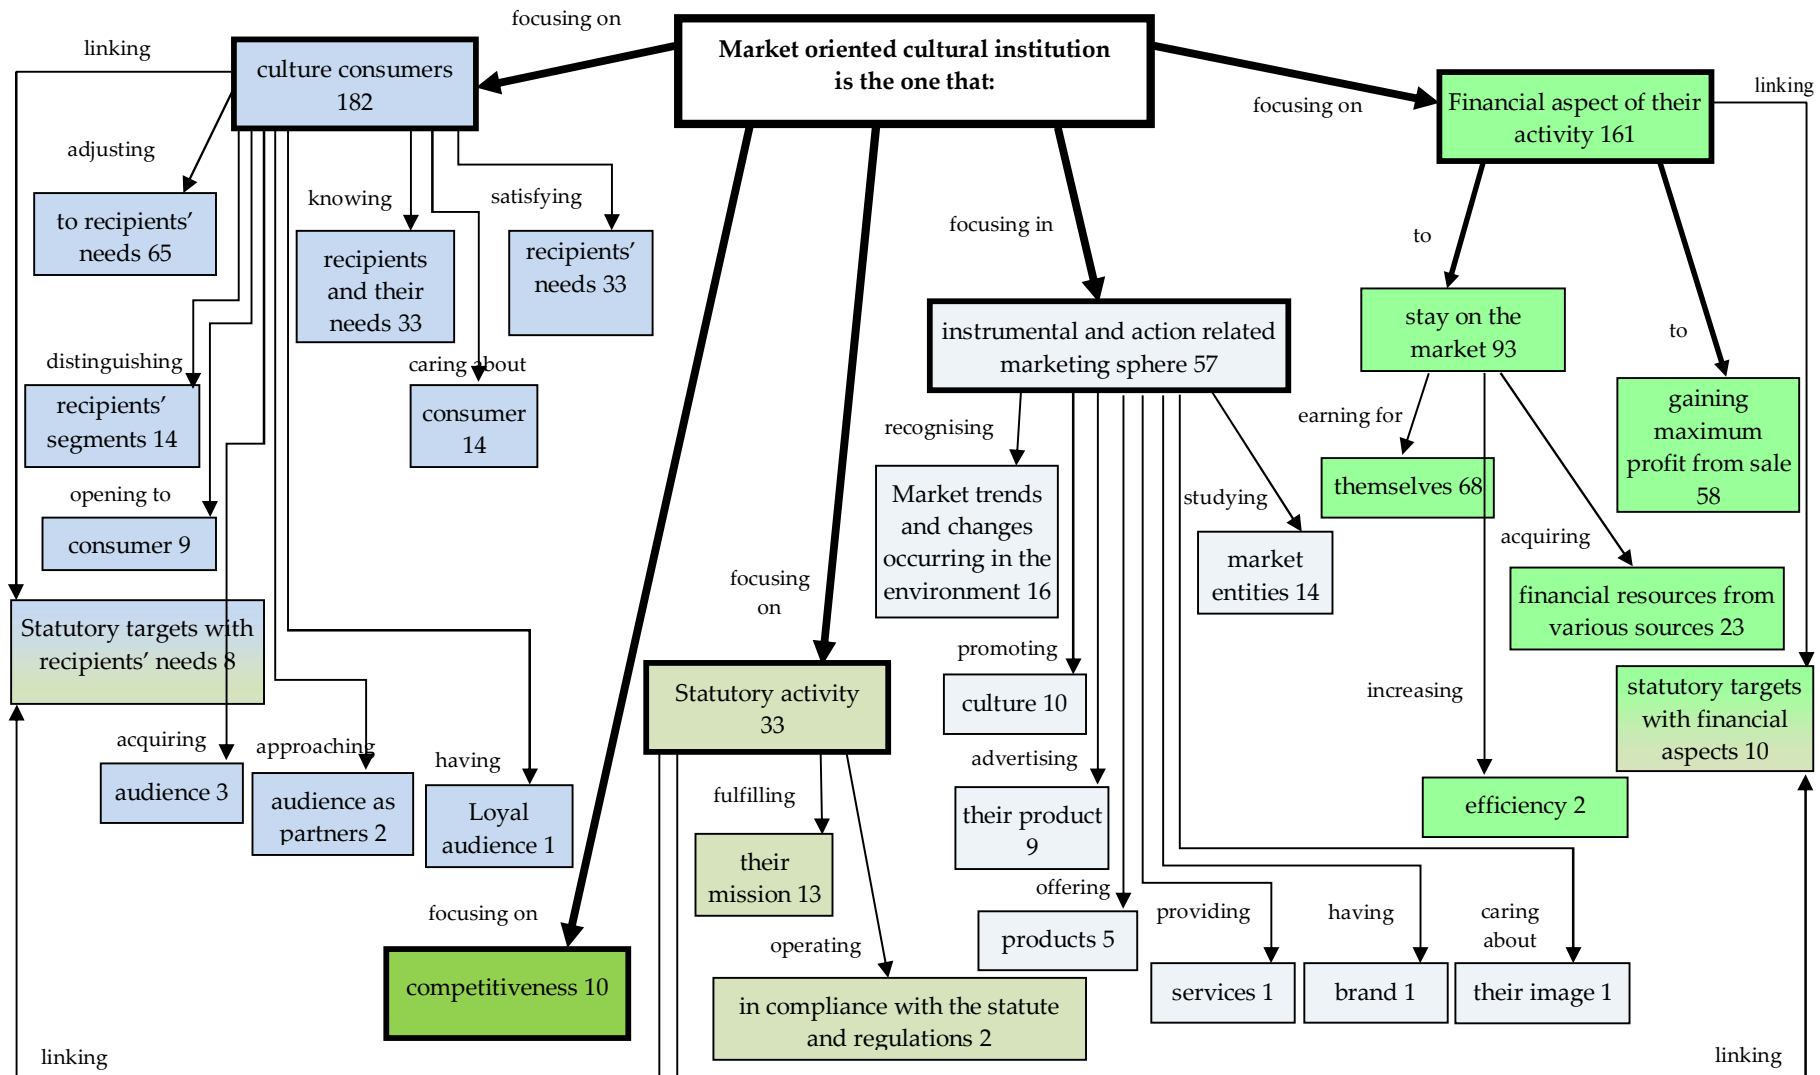 focusing on
Market oriented cultural institution
is the one that:
linking
culture consumers
182
focusing on
Financial aspect of their
activity 161
linking
adjusting
to recipients’
needs 65
knowing
recipients
and their
needs 33
satisfying
recipients’
needs 33
distinguishing
recipients’
segments 14
caring about
consumer
14
opening to
consumer 9
Statutory targets with
recipients’ needs 8
acquiring
audience 3
approaching
audience as
partners 2
having
Loyal
audience 1
linking
focusing on
competitiveness 10
focusing
on
Statutory activity
33
fulfilling
their
mission 13
operating
in compliance with the statute
and regulations 2
focusing in
instrumental and action related
marketing sphere 57
recognising
Market trends
and changes
occurring in the
environment 16
studying
market
entities 14
promoting
culture 10
advertising
their product
9
offering
products 5
providing
services 1
having
brand 1
caring
about
their image 1
to
stay on the
market 93
to
gaining
maximum
profit from sale
58
earning for
themselves 68
acquiring
financial resources from
various sources 23
increasing
efficiency 2
statutory targets
with financial
aspects 10
linking